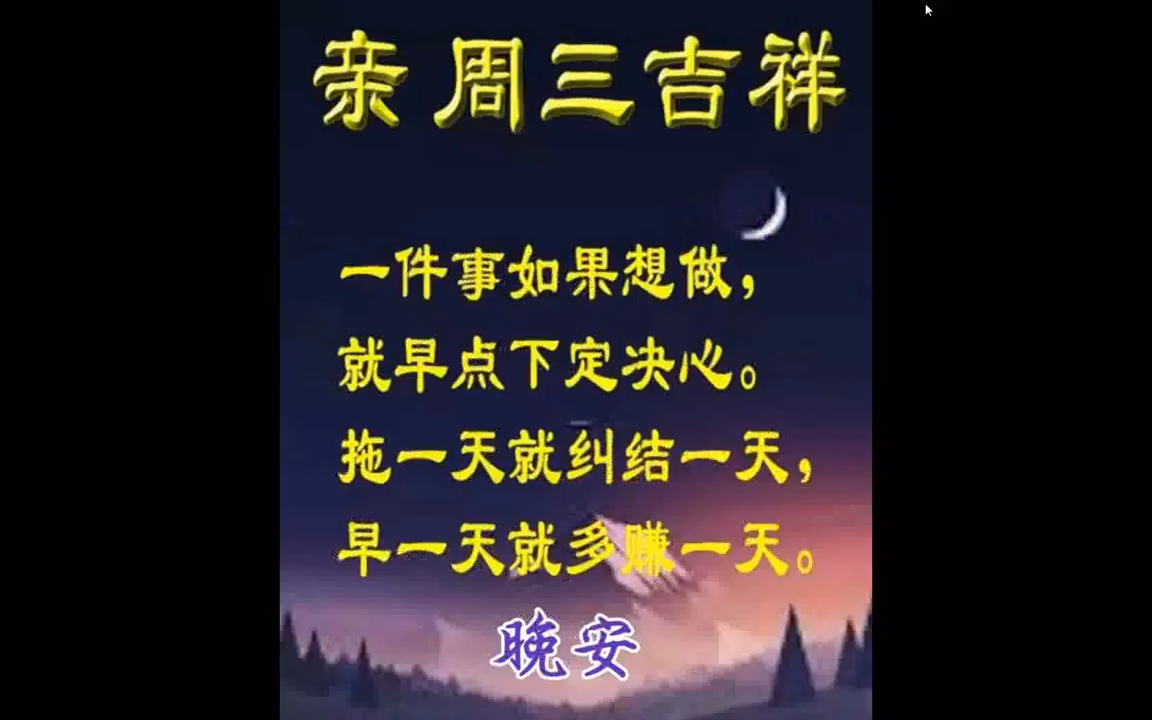 亲 周三吉祥
一件事如果想做，
就早点下定决心。
拖一天就纠结一天，
早一天就多赚一天。
晚安